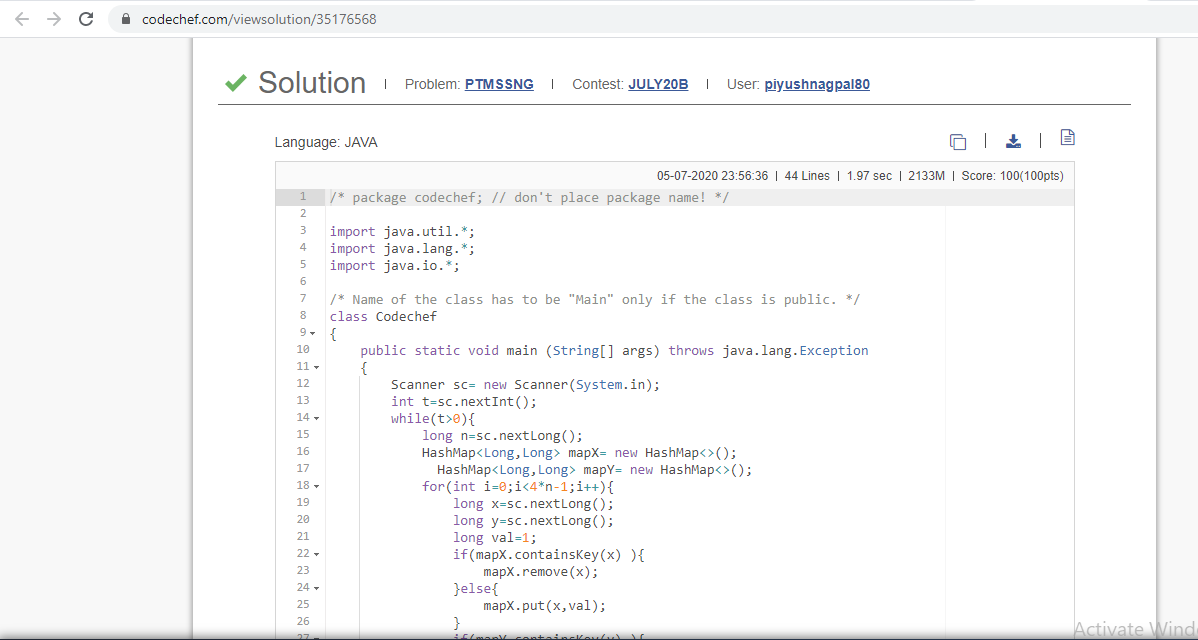 codechef.com/viewsolution/35176568
Solution | Problem: PTMSSNG | Contest: JULY20B | User: piyushnagpal80
Language: JAVA
05-07-2020 23:56:36 | 44 Lines | 1.97 sec | 2133M | Score: 100(100pts)
1 /* package codechef; // don't place package name! */
2
3 import java.util.*;
4 import java.lang.*;
5 import java.io.*;
6
7 /* Name of the class has to be "Main" only if the class is public. */
8 class Codechef
9 {
10 public static void main (String[] args) throws java.lang.Exception
11 {
12 Scanner sc= new Scanner(System.in);
13 int t=sc.nextInt();
14 while(t>0){
15 long n=sc.nextLong();
16 HashMap<Long,Long> mapX= new HashMap<>();
17 HashMap<Long,Long> mapY= new HashMap<>();
18 for(int i=0;i<4*n-1;i++){
19 long x=sc.nextLong();
20 long y=sc.nextLong();
21 long val=1;
22 if(mapX.containsKey(x) ){
23 mapX.remove(x);
24 }else{
25 mapX.put(x,val);
26 }
27 if(mapY.containsKey(y) ){
Activate Wind